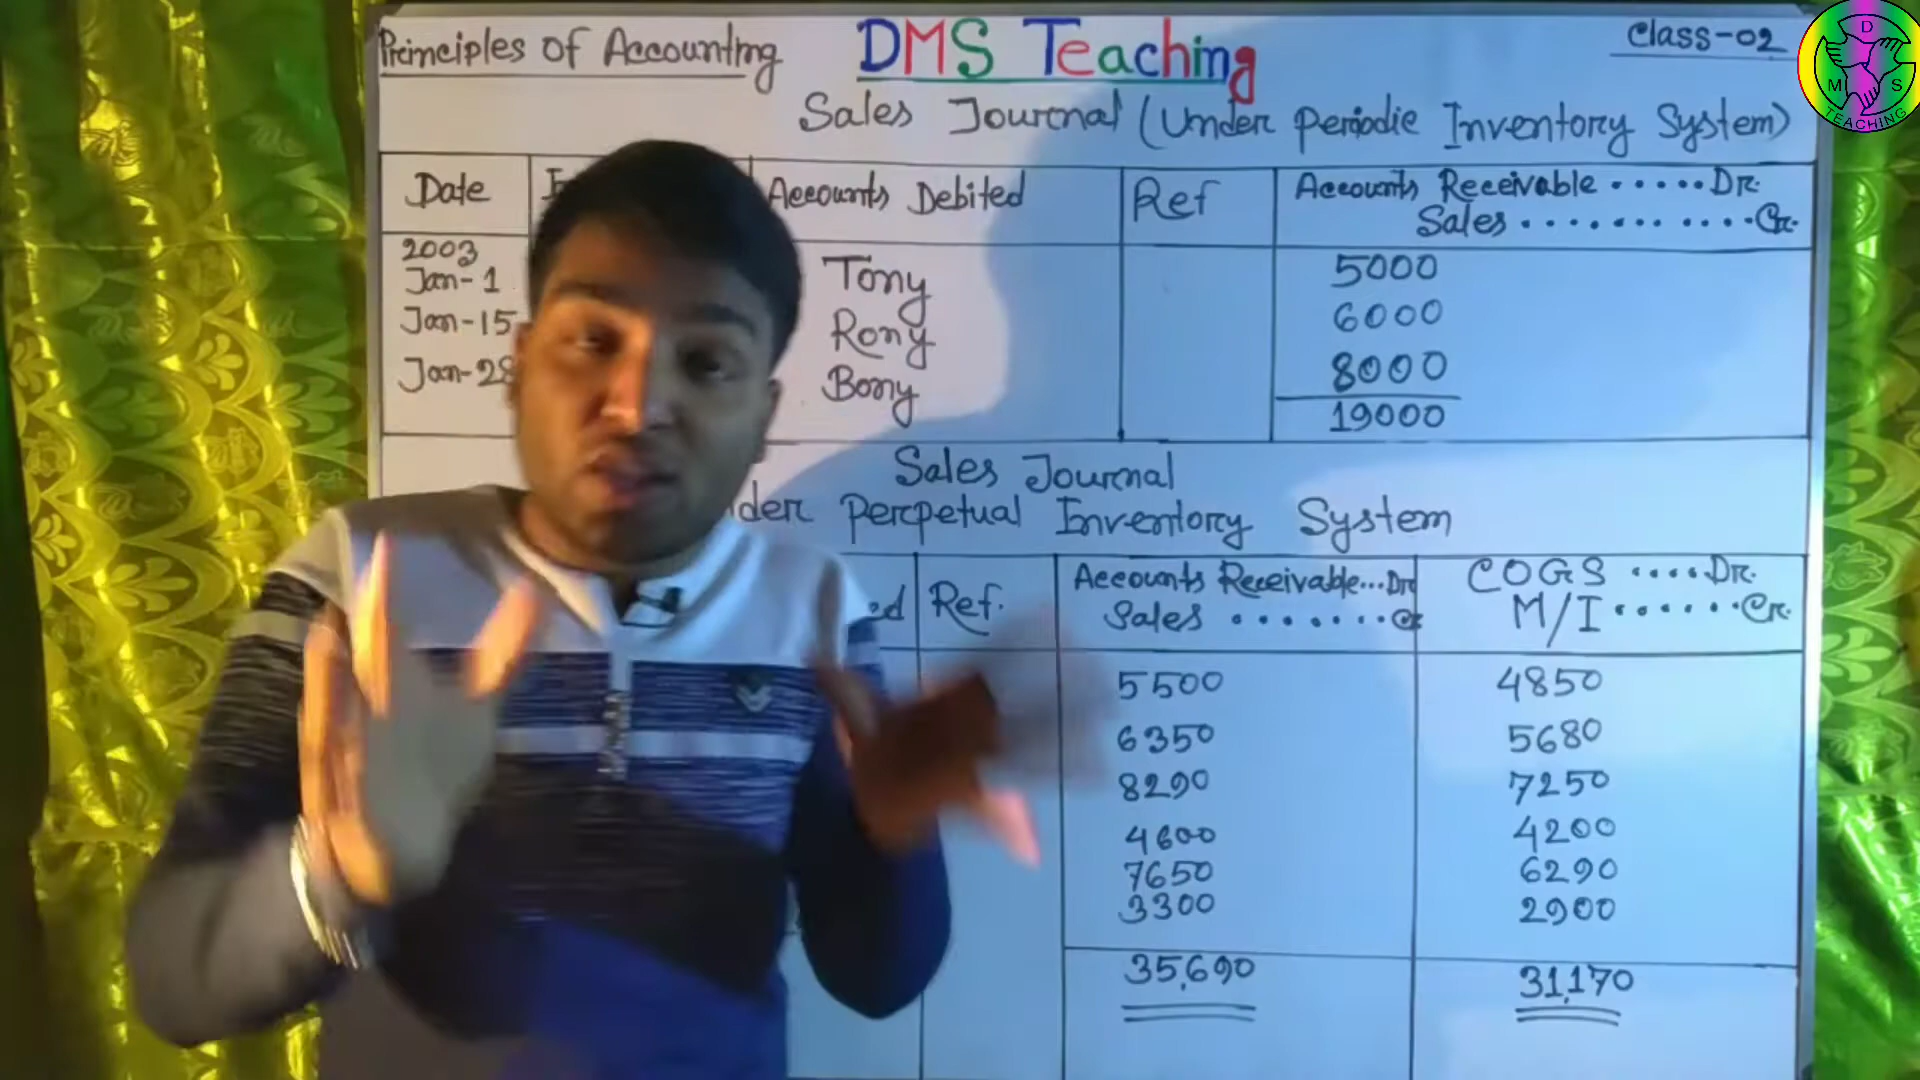 Principles of Accounting
DMS Teaching
Class-02
D
M S
TEACHING
Sales Journal (Under Periodie Inventory System)
Date
Accounts Debited
Ref
Accounts Receivable ..... Dr.
Sales ........... Cr.
2003
Jan-1
Tony
5000
Jan-15
Rony
6000
Jan-28
Bony
8000
19000
Sales Journal
Perpetual Inventory System
Ref.
Accounts Receivable... Dr
Sales ....... Cr
COGS .... Dr.
M/I ...... Cr.
5500 4850
6350 5680
8290 7250
4600 4200
7650 6290
3300 2900
35,690 31,170